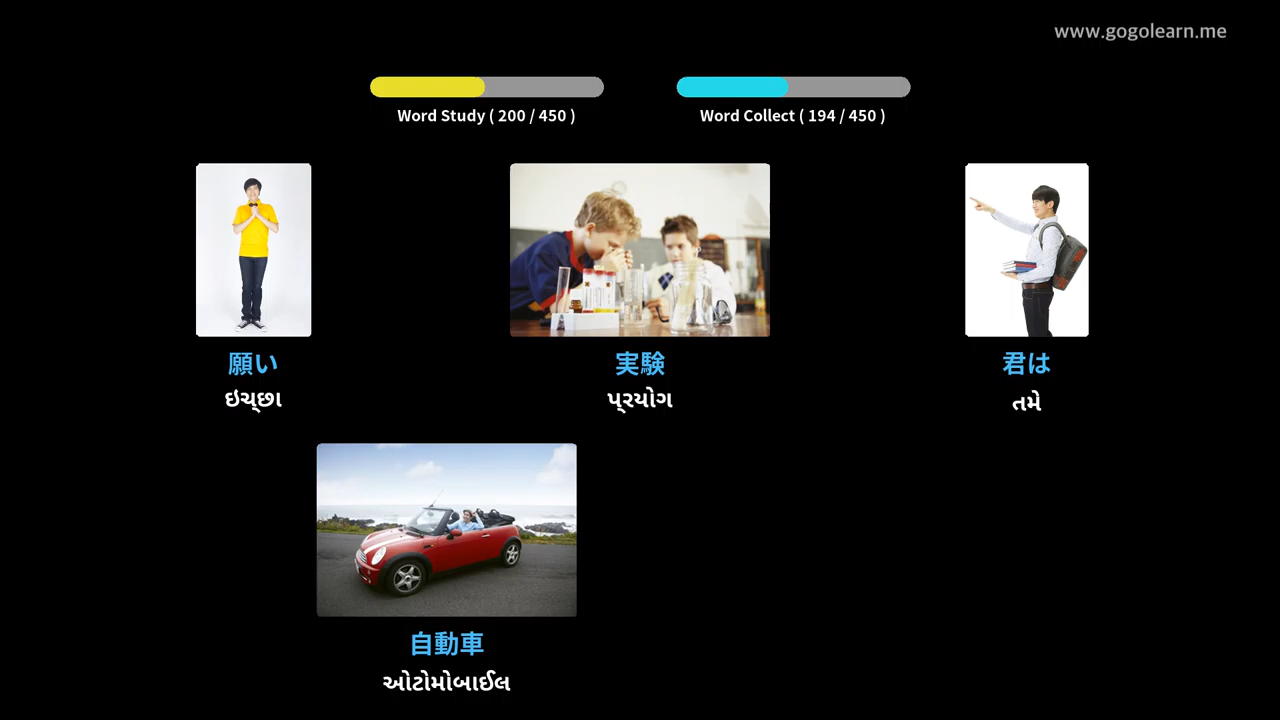 www.gogolearn.me
Word Study ( 200 / 450 )
Word Collect ( 194 / 450 )
願い
ઇચ્છા
実験
પ્રયોગ
君は
તમે
自動車
ઓટોમોબાઈલ